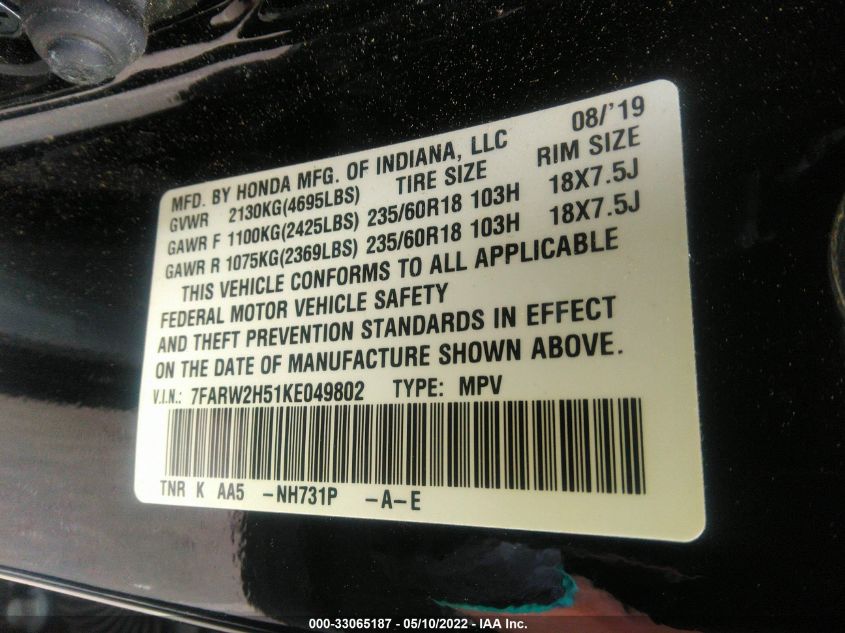 08/'19
MFD. BY HONDA MFG. OF INDIANA, LLC
GVWR 2130KG(4695LBS) TIRE SIZE RIM SIZE
GAWR F 1100KG(2425LBS) 235/60R18 103H 18X7.5J
GAWR R 1075KG(2369LBS) 235/60R18 103H 18X7.5J
THIS VEHICLE CONFORMS TO ALL APPLICABLE
FEDERAL MOTOR VEHICLE SAFETY
AND THEFT PREVENTION STANDARDS IN EFFECT
ON THE DATE OF MANUFACTURE SHOWN ABOVE.
V.I.N.: 7FARW2H51KE049802 TYPE: MPV
TNR K AA5 -NH731P -A-E
000-33065187 - 05/10/2022 - IAA Inc.